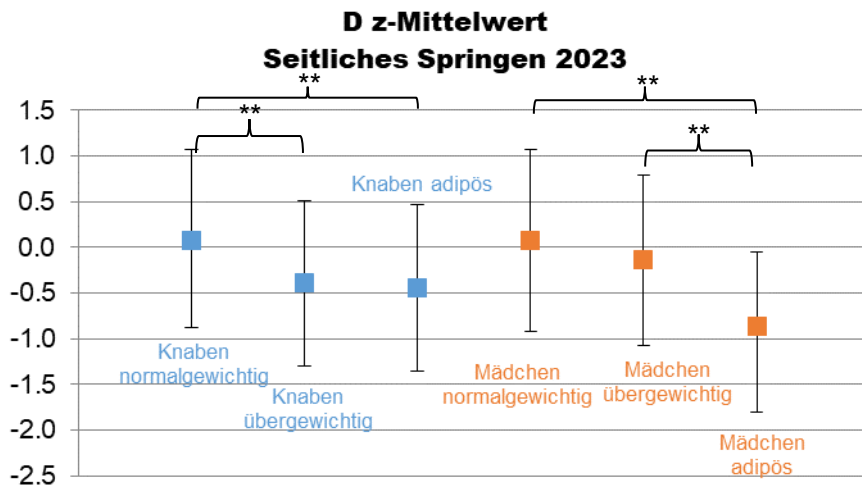 D z-Mittelwert
Seitliches Springen 2023
**
**
**
**
1.5
1.0
0.5
0.0
-0.5
-1.0
-1.5
-2.0
-2.5
Knaben adipös
Knaben
normalgewichtig
Knaben
übergewichtig
Mädchen
normalgewichtig
Mädchen
übergewichtig
Mädchen
adipös